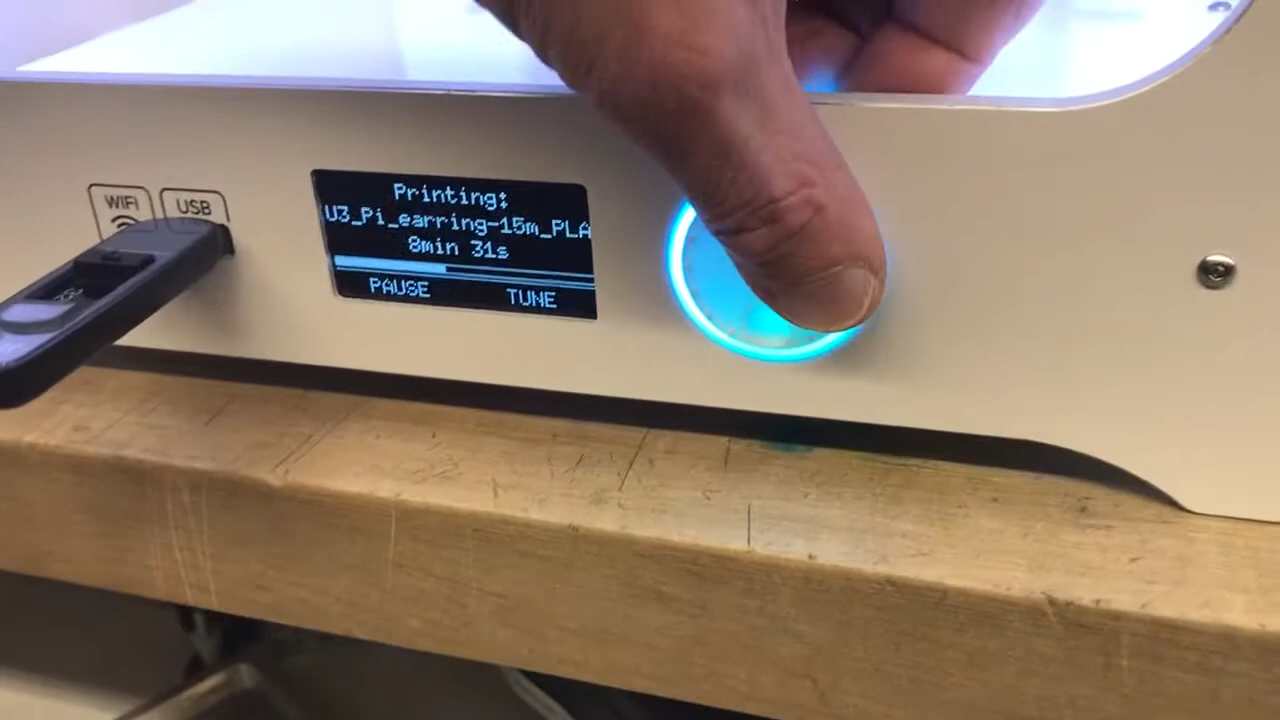 WIFI
USB
Printing:
U3_Pi_earring-15m_PLA
8min 31s
PAUSE TUNE